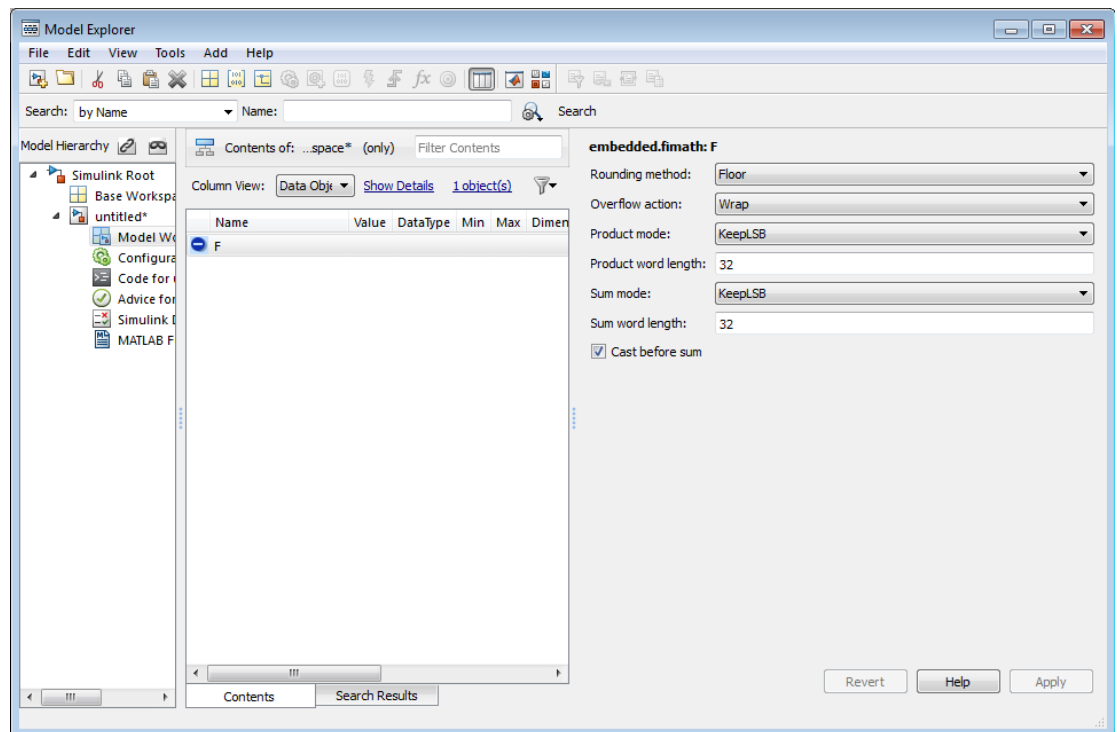 Model Explorer
File Edit View Tools Add Help
Search: by Name Name: Search
Model Hierarchy
Simulink Root
Base Workspa
untitled*
Model Wo
Configura
Code for
Advice for
Simulink D
MATLAB F
Contents of: ...space* (only) Filter Contents
Column View: Data Obje Show Details 1 object(s)
Name Value DataType Min Max Dimen
F
Contents Search Results
embedded.fimath: F
Rounding method: Floor
Overflow action: Wrap
Product mode: KeepLSB
Product word length: 32
Sum mode: KeepLSB
Sum word length: 32
Cast before sum
Revert Help Apply